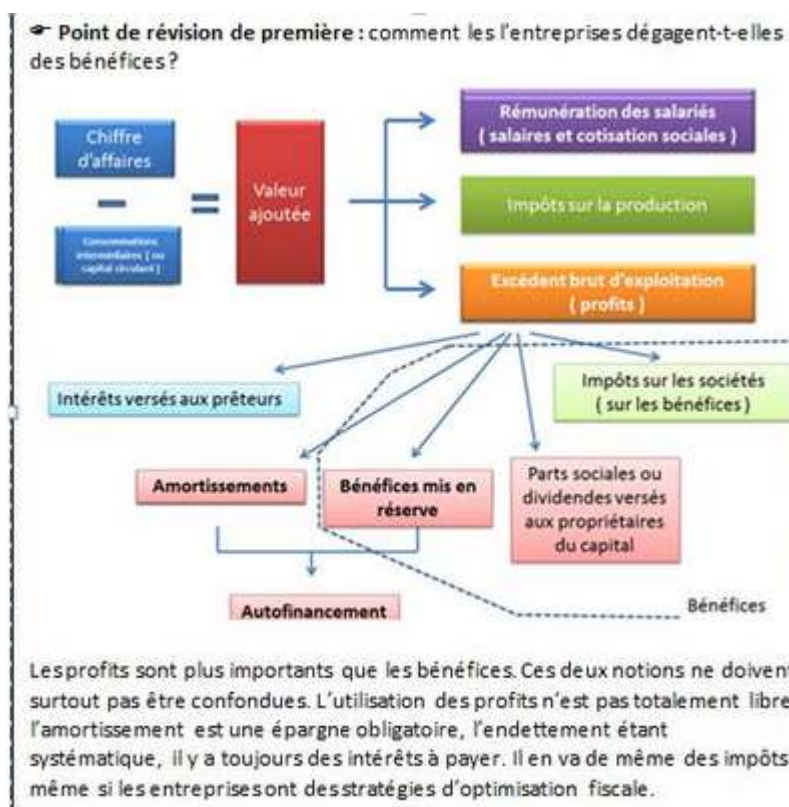 ☛ Point de révision de première : comment les l'entreprises dégagent-t-elles
des bénéfices ?
Chiffre
d'affaires
Consommations
intermédiaires ( ou
capital circulant )
Valeur
ajoutée
Rémunération des salariés
( salaires et cotisation sociales )
Impôts sur la production
Excédent brut d'exploitation
( profits )
Intérêts versés aux prêteurs
Impôts sur les sociétés
( sur les bénéfices )
Amortissements
Bénéfices mis en
réserve
Parts sociales ou
dividendes versés
aux propriétaires
du capital
Autofinancement
Bénéfices
Les profits sont plus importants que les bénéfices. Ces deux notions ne doivent
surtout pas être confondues. L'utilisation des profits n'est pas totalement libre
l'amortissement est une épargne obligatoire, l'endettement étant
systématique, il y a toujours des intérêts à payer. Il en va de même des impôts
même si les entreprises ont des stratégies d'optimisation fiscale.